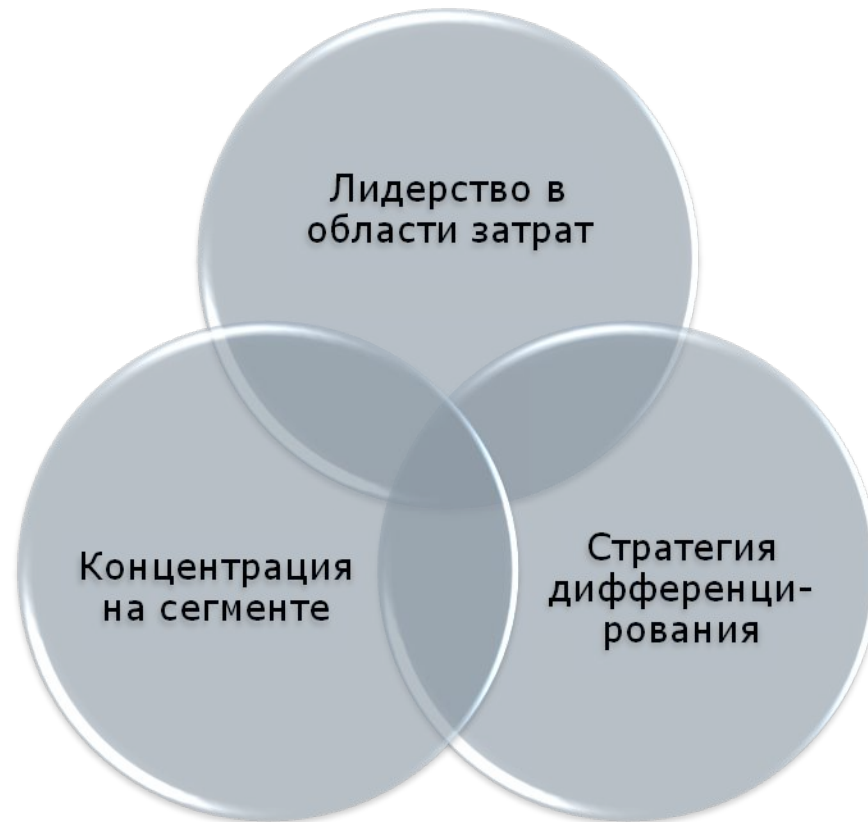 Лидерство в
области затрат
Концентрация
на сегменте
Стратегия
дифференци-
рования